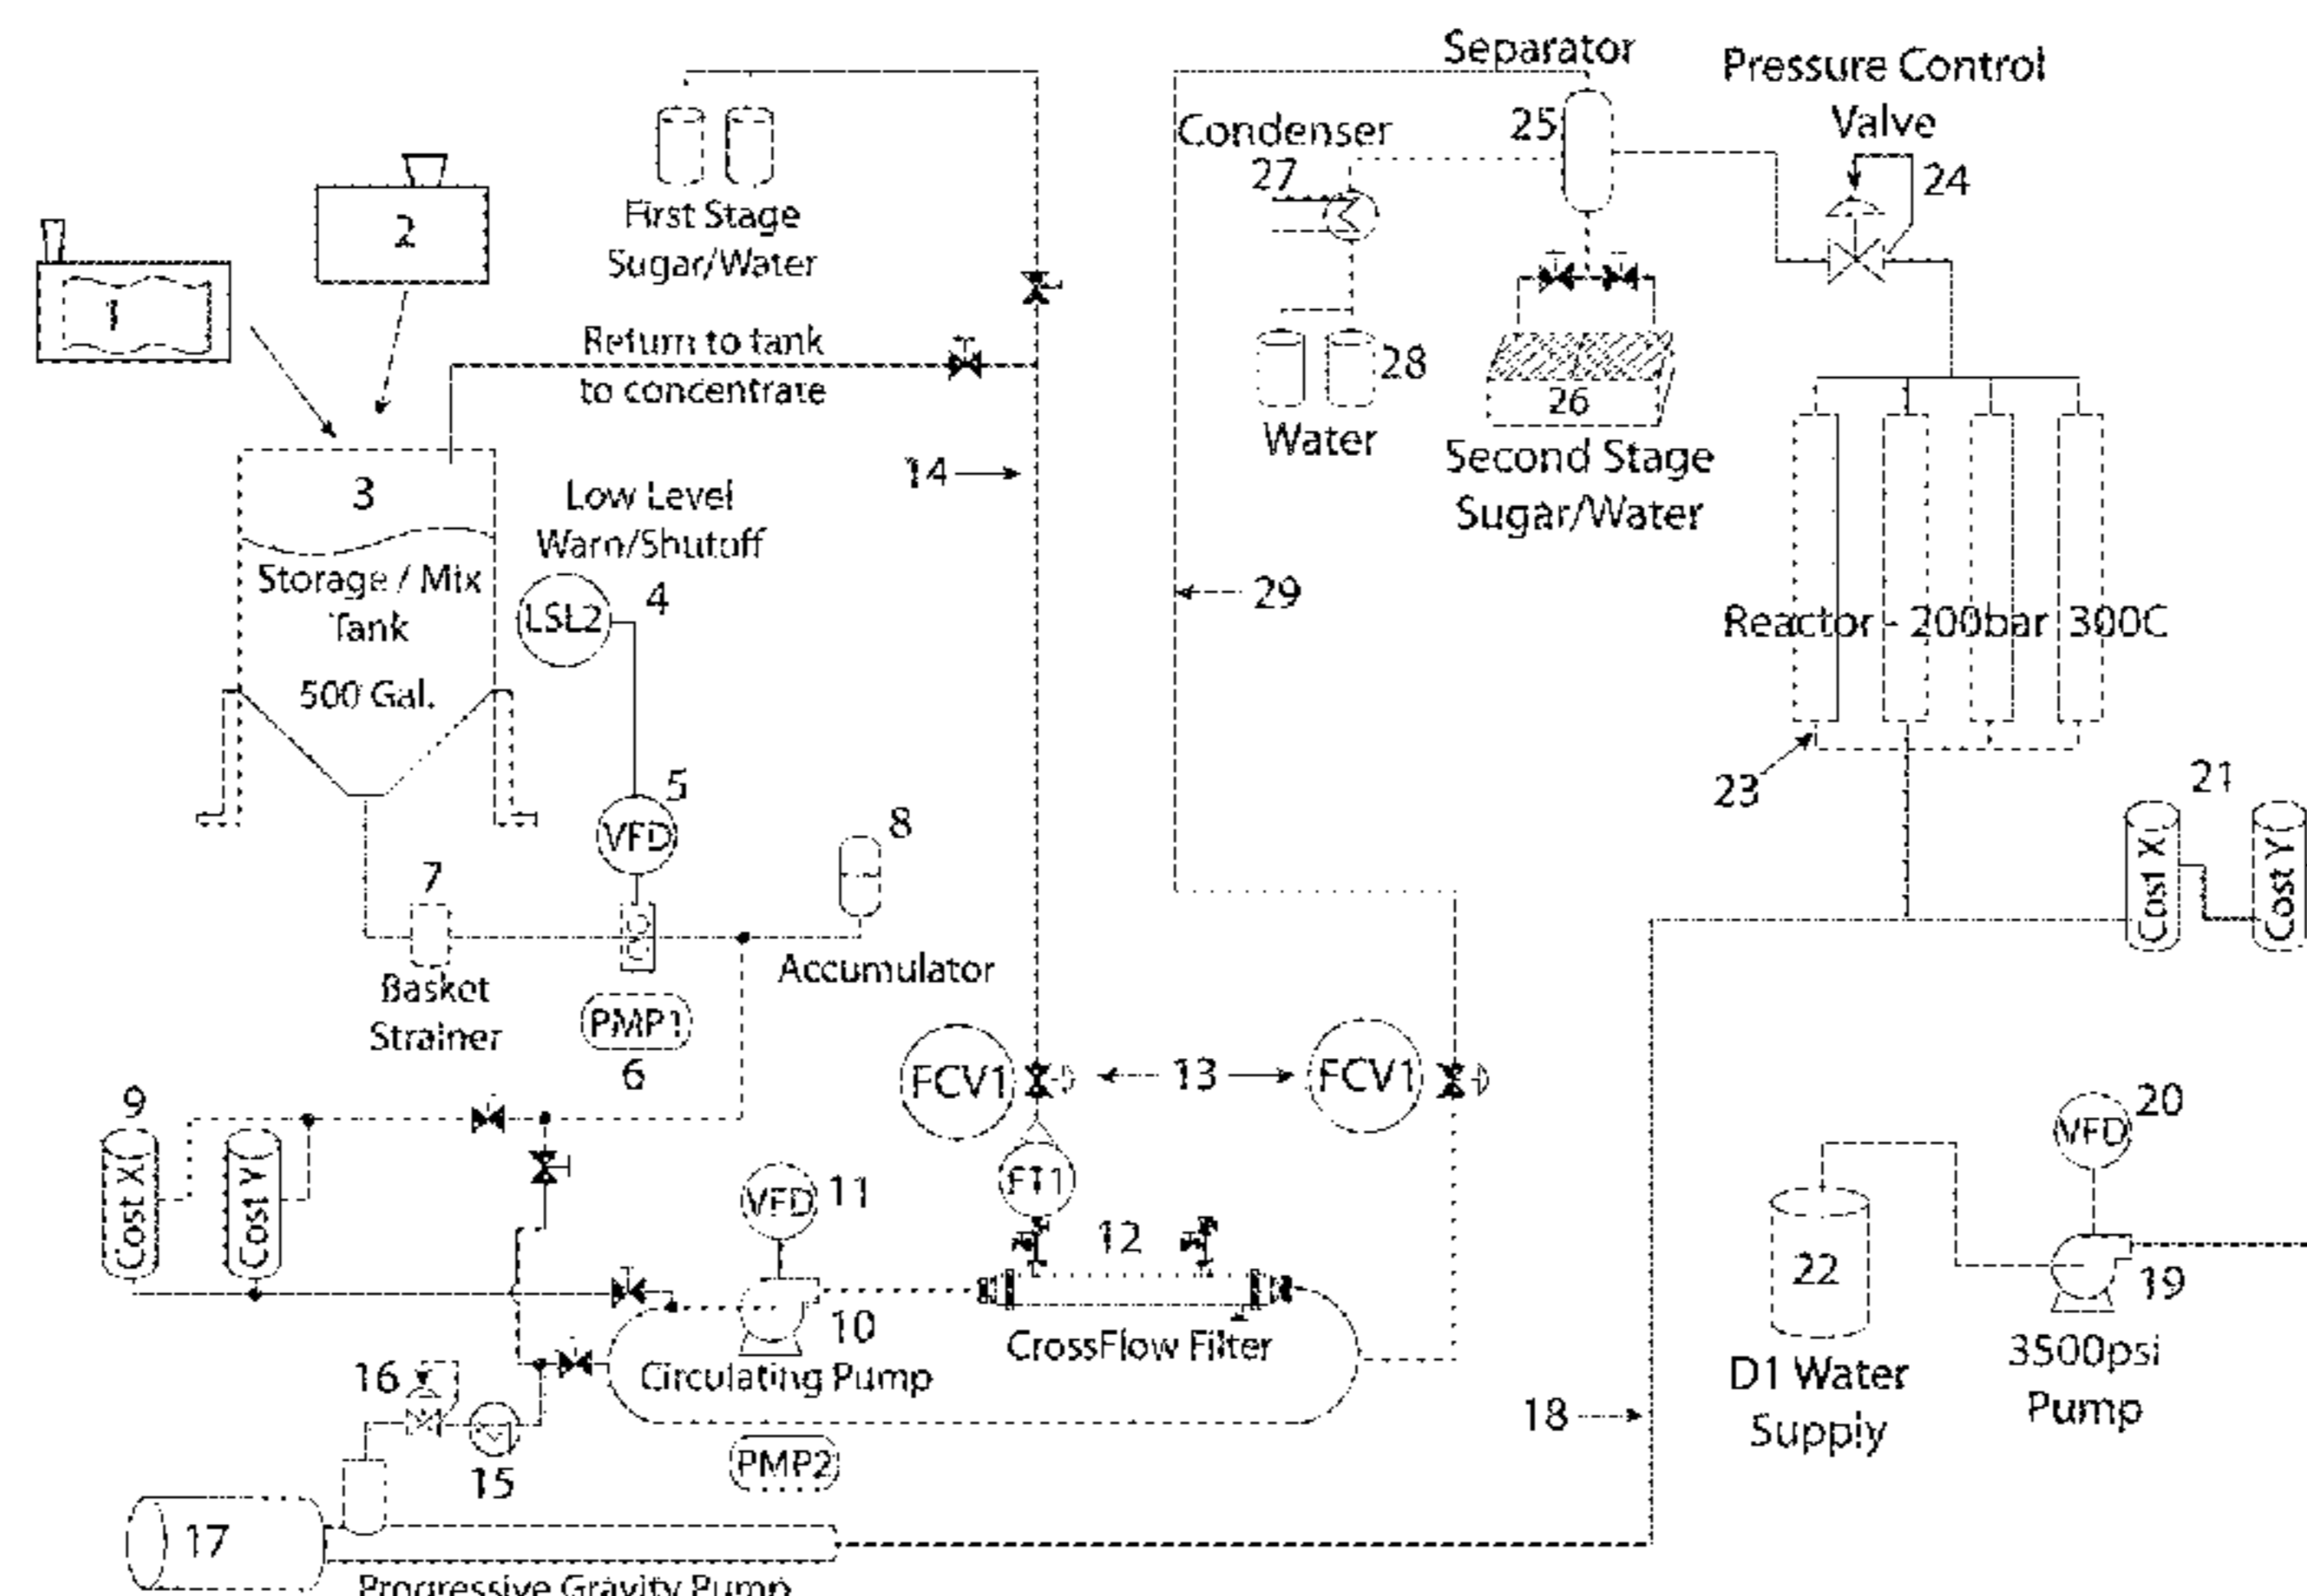 Separator
Pressure Control
Valve
25
Condenser
27
24
2
First Stage
Sugar/Water
1
Return to tank
to concentrate
28
26
Water
Second Stage
Sugar/Water
14
3
Low Level
Warn/Shutoff
Storage / Mix
Tank
4
LSL2
29
Reactor - 200bar 300C
500 Gal.
5
VFD
23
21
8
7
Cost X
Cost Y
Basket
Strainer
Accumulator
PMP1
6
FCV1
13
FCV1
9
20
VFD
Cost X
Cost Y
VFD
11
FT1
12
22
19
10
CrossFlow Filter
Circulating Pump
16
D1 Water
Supply
3500psi
Pump
18
PMP2
15
17
Progressive Gravity Pump